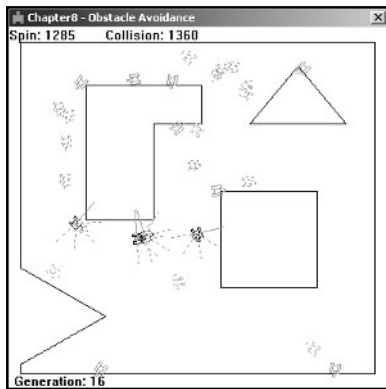 Chapter8 - Obstacle Avoidance
Spin: 1285 Collision: 1360
Generation: 16